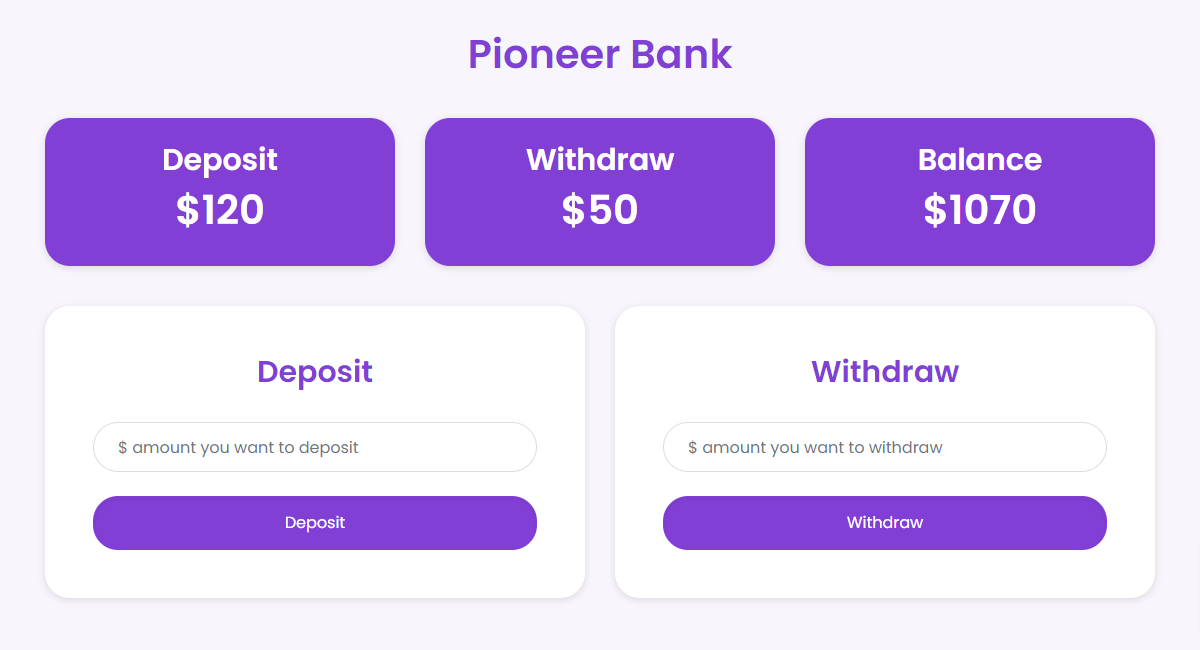 Pioneer Bank
Deposit
$120
Withdraw
$50
Balance
$1070
Deposit
$ amount you want to deposit
Deposit
Withdraw
$ amount you want to withdraw
Withdraw